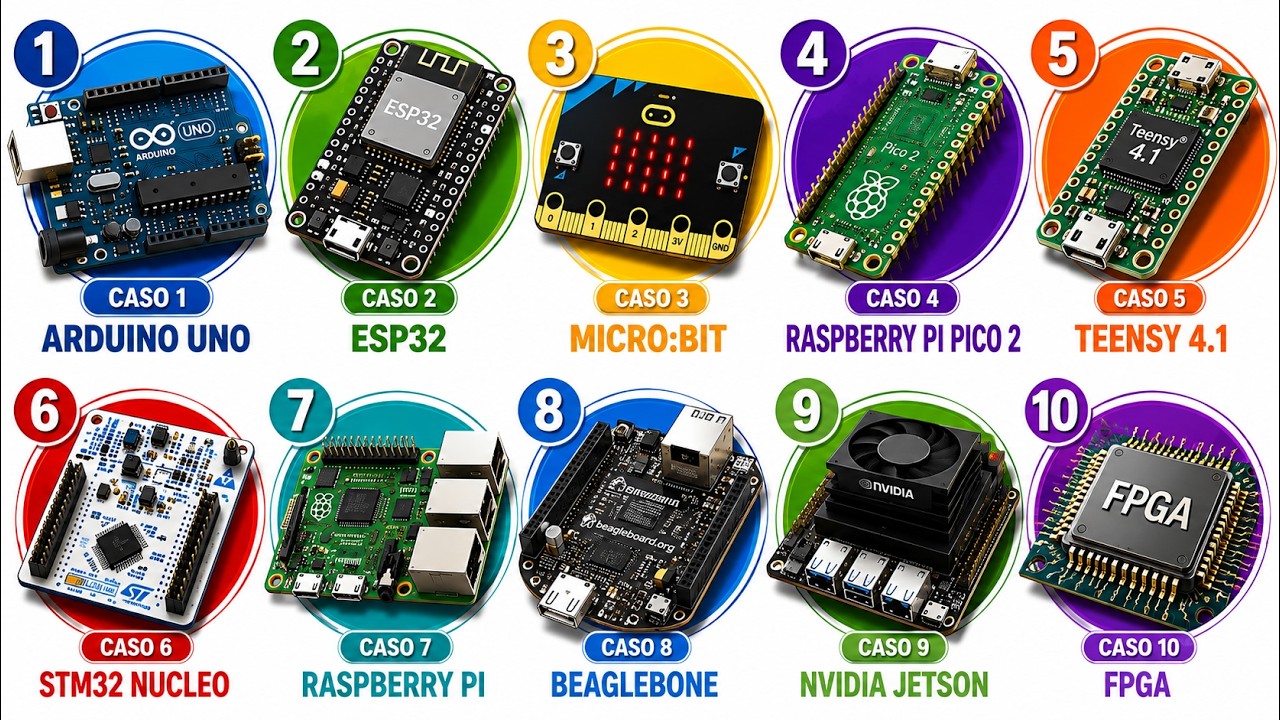 1
2
3
4
5
UNO
ARDUINO
ESP32
0
1
2
3V
GND
Pico 2
Teensy®
4.1
CASO 1
CASO 2
CASO 3
CASO 4
CASO 5
ARDUINO UNO
ESP32
MICRO:BIT
RASPBERRY PI PICO 2
TEENSY 4.1
6
7
8
9
10
ST
beagleboard.org
NVIDIA
FPGA
CASO 6
CASO 7
CASO 8
CASO 9
CASO 10
STM32 NUCLEO
RASPBERRY PI
BEAGLEBONE
NVIDIA JETSON
FPGA